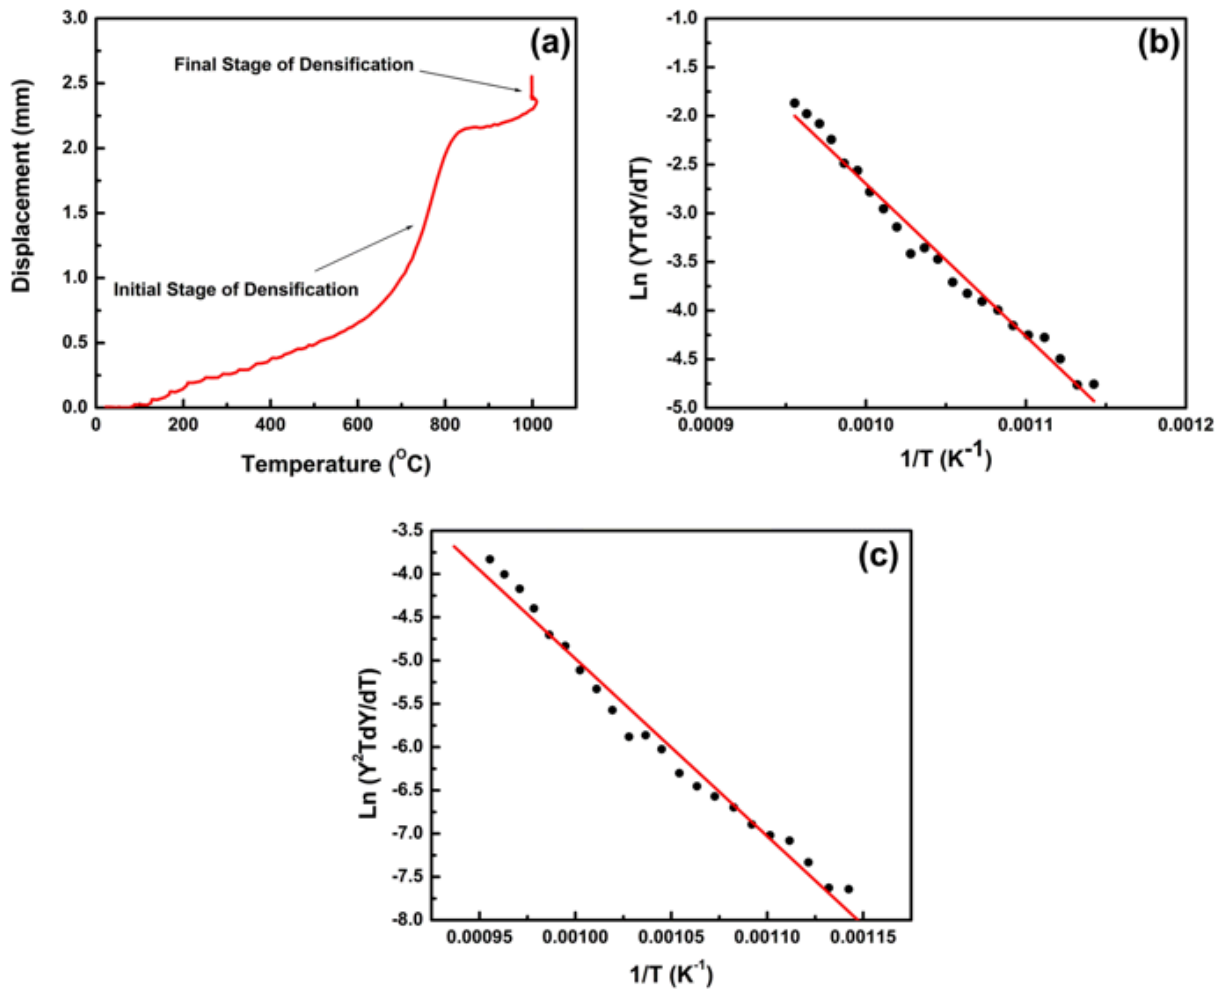 (a)
3.0
2.5
2.0
1.5
1.0
0.5
0.0
Displacement (mm)
Final Stage of Densification
Initial Stage of Densification
0 200 400 600 800 1000
Temperature (⁰C)
(b)
-1.0
-1.5
-2.0
-2.5
-3.0
-3.5
-4.0
-4.5
-5.0
Ln (YTdY/dT)
0.0009 0.0010 0.0011 0.0012
1/T (K⁻¹)
(c)
-3.5
-4.0
-4.5
-5.0
-5.5
-6.0
-6.5
-7.0
-7.5
-8.0
Ln (Y²TdY/dT)
0.00095 0.00100 0.00105 0.00110 0.00115
1/T (K⁻¹)